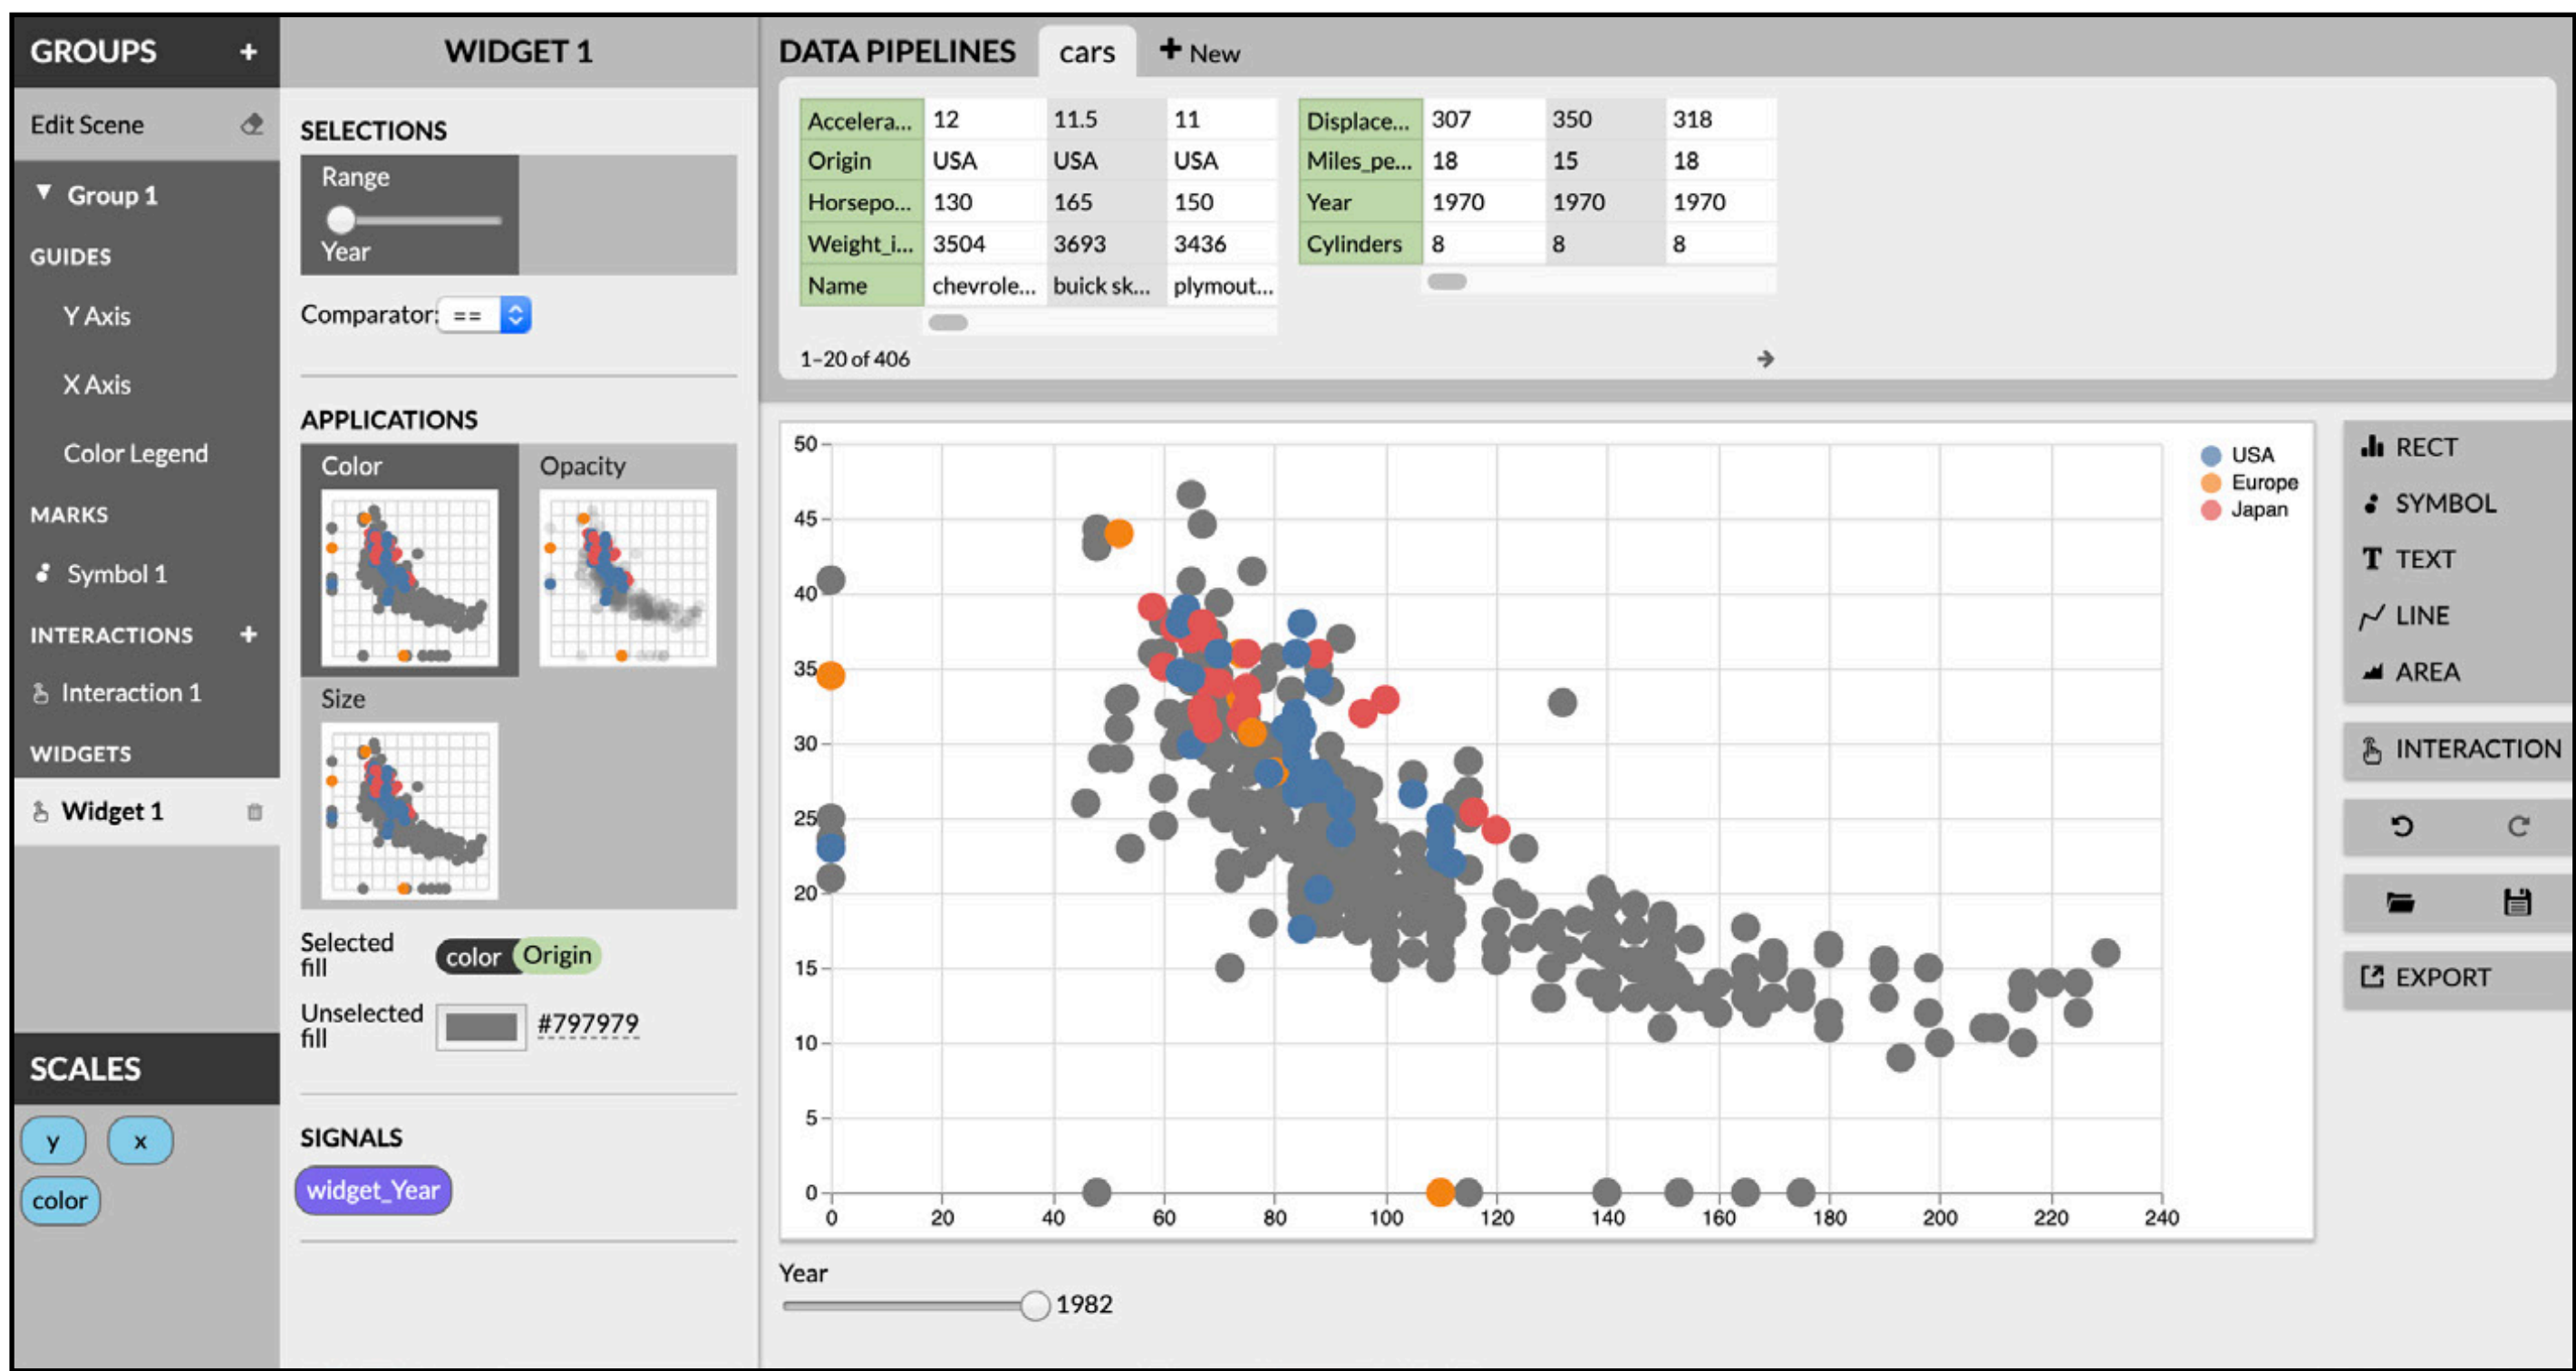 GROUPS +
Edit Scene
Group 1
GUIDES
Y Axis
X Axis
Color Legend
MARKS
Symbol 1
INTERACTIONS +
Interaction 1
WIDGETS
Widget 1
SCALES
y x
color
WIDGET 1
SELECTIONS
Range
Year
Comparator: ==
APPLICATIONS
Color Opacity
Size
Selected
fill
color Origin
Unselected
fill
#797979
SIGNALS
widget_Year
DATA PIPELINES cars + New
Accelera... 12 11.5 11
Origin USA USA USA
Horsepo... 130 165 150
Weight_i... 3504 3693 3436
Name chevrole... buick sk... plymout...
Displace... 307 350 318
Miles_pe... 18 15 18
Year 1970 1970 1970
Cylinders 8 8 8
1–20 of 406
50
45
40
35
30
25
20
15
10
5
0
0 20 40 60 80 100 120 140 160 180 200 220 240
USA
Europe
Japan
Year
1982
RECT
SYMBOL
T TEXT
LINE
AREA
INTERACTION
EXPORT